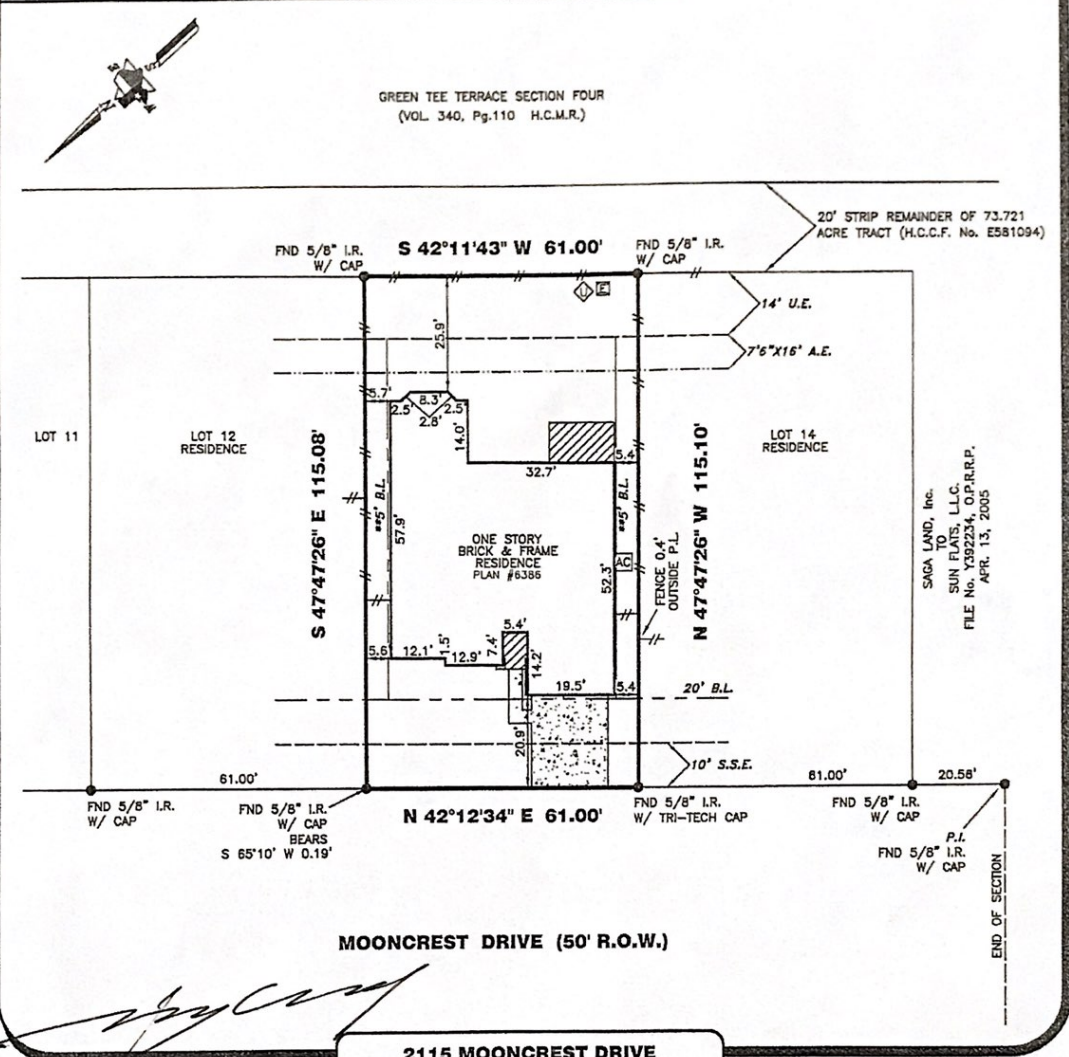 GREEN TEE TERRACE SECTION FOUR
(VOL. 340, Pg.110 H.C.M.R.)
20' STRIP REMAINDER OF 73.721
ACRE TRACT (H.C.C.F. No. E581094)
FND 5/8" I.R.
W/ CAP
S 42°11'43" W 61.00'
FND 5/8" I.R.
W/ CAP
U
E
14' U.E.
7'6"X16' A.E.
25.9'
5.7'
8.3'
2.5'
2.5'
2.8'
14.0'
32.7'
5.4
LOT 11
LOT 12
RESIDENCE
LOT 14
RESIDENCE
S 47°47'26" E 115.08'
**5' B.L.
57.9'
ONE STORY
BRICK & FRAME
RESIDENCE
PLAN #6386
**5' B.L.
AC
52.3'
FENCE 0.4'
OUTSIDE P.L.
N 47°47'26" W 115.10'
SAGA LAND, Inc.
TO
SUN FLATS, L.L.C.
FILE No. Y392234, O.P.R.R.P.
APR. 13, 2005
5.6'
12.1'
1.5'
12.9'
7.4'
5.4'
14.2'
19.5'
5.4
20' B.L.
20.9'
10' S.S.E.
61.00'
61.00'
20.56'
FND 5/8" I.R.
W/ CAP
FND 5/8" I.R.
W/ CAP
BEARS
S 65°10' W 0.19'
N 42°12'34" E 61.00'
FND 5/8" I.R.
W/ TRI-TECH CAP
FND 5/8" I.R.
W/ CAP
P.I.
FND 5/8" I.R.
W/ CAP
END OF SECTION
MOONCREST DRIVE (50' R.O.W.)
2115 MOONCREST DRIVE